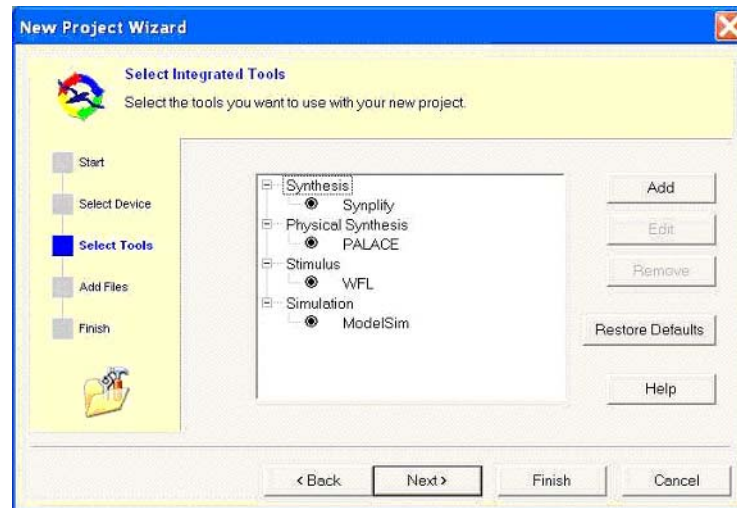 New Project Wizard
Select Integrated Tools
Select the tools you want to use with your new project.
Start
Select Device
Select Tools
Add Files
Finish
Synthesis
Synplify
Physical Synthesis
PALACE
Stimulus
WFL
Simulation
ModelSim
Add
Edit
Remove
Restore Defaults
Help
< Back
Next >
Finish
Cancel